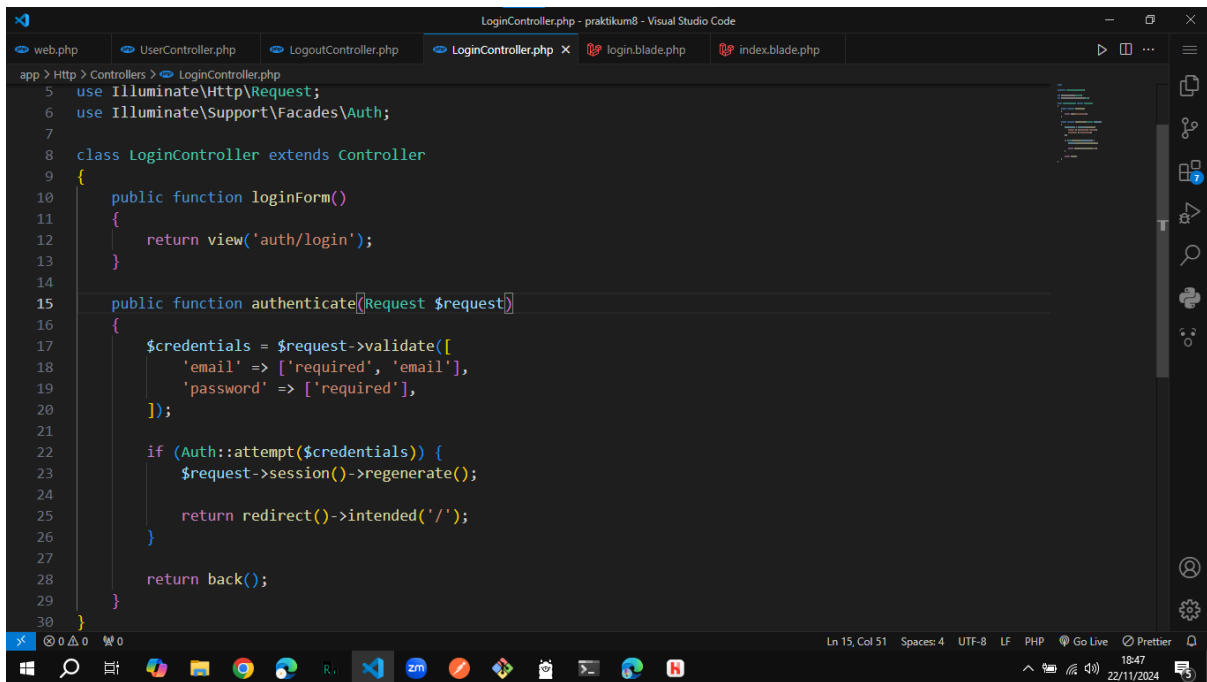 LoginController.php - praktikum8 - Visual Studio Code
web.php UserController.php LogoutController.php LoginController.php login.blade.php index.blade.php
app > Http > Controllers > LoginController.php
5 use Illuminate\Http\Request;
6 use Illuminate\Support\Facades\Auth;
7
8 class LoginController extends Controller
9 {
10     public function loginForm()
11     {
12         return view('auth/login');
13     }
14
15     public function authenticate(Request $request)
16     {
17         $credentials = $request->validate([
18             'email' => ['required', 'email'],
19             'password' => ['required'],
20         ]);
21
22         if (Auth::attempt($credentials)) {
23             $request->session()->regenerate();
24
25             return redirect()->intended('/');
26         }
27
28         return back();
29     }
30 }
7
0 0 0 Ln 15, Col 51 Spaces: 4 UTF-8 LF PHP Go Live Prettier
zm H 18:47
22/11/2024 5